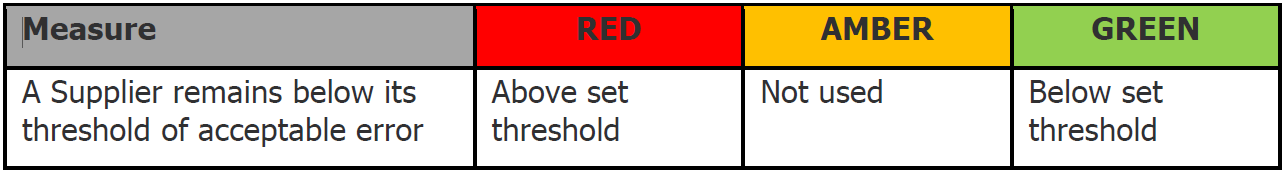 Measure
RED
AMBER
GREEN
A Supplier remains below its
threshold of acceptable error
Above set
threshold
Not used
Below set
threshold